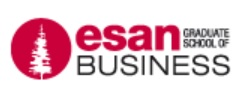 esan GRADUATE
SCHOOL OF
BUSINESS